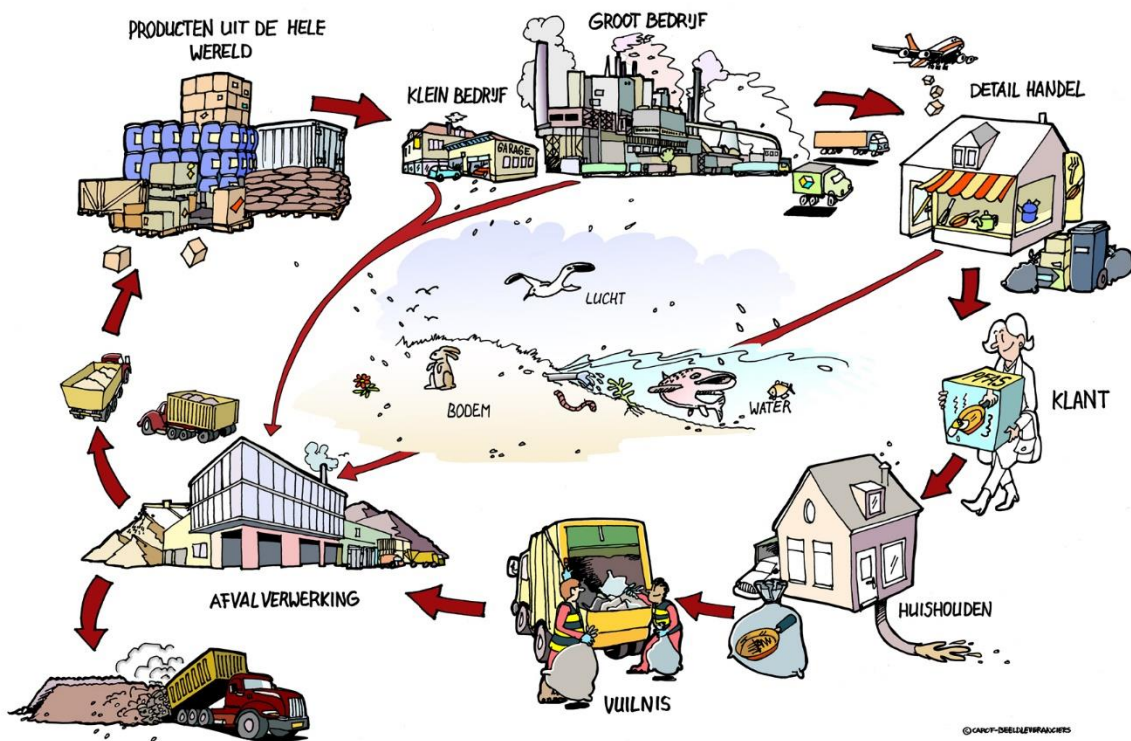 PRODUCTEN UIT DE HELE
WERELD
KLEIN BEDRIJF
GROOT BEDRIJF
DETAIL HANDEL
GARAGE
LUCHT
BODEM
WATER
PFAS
KLANT
HUISHOUDEN
AFVALVERWERKING
VUILNIS